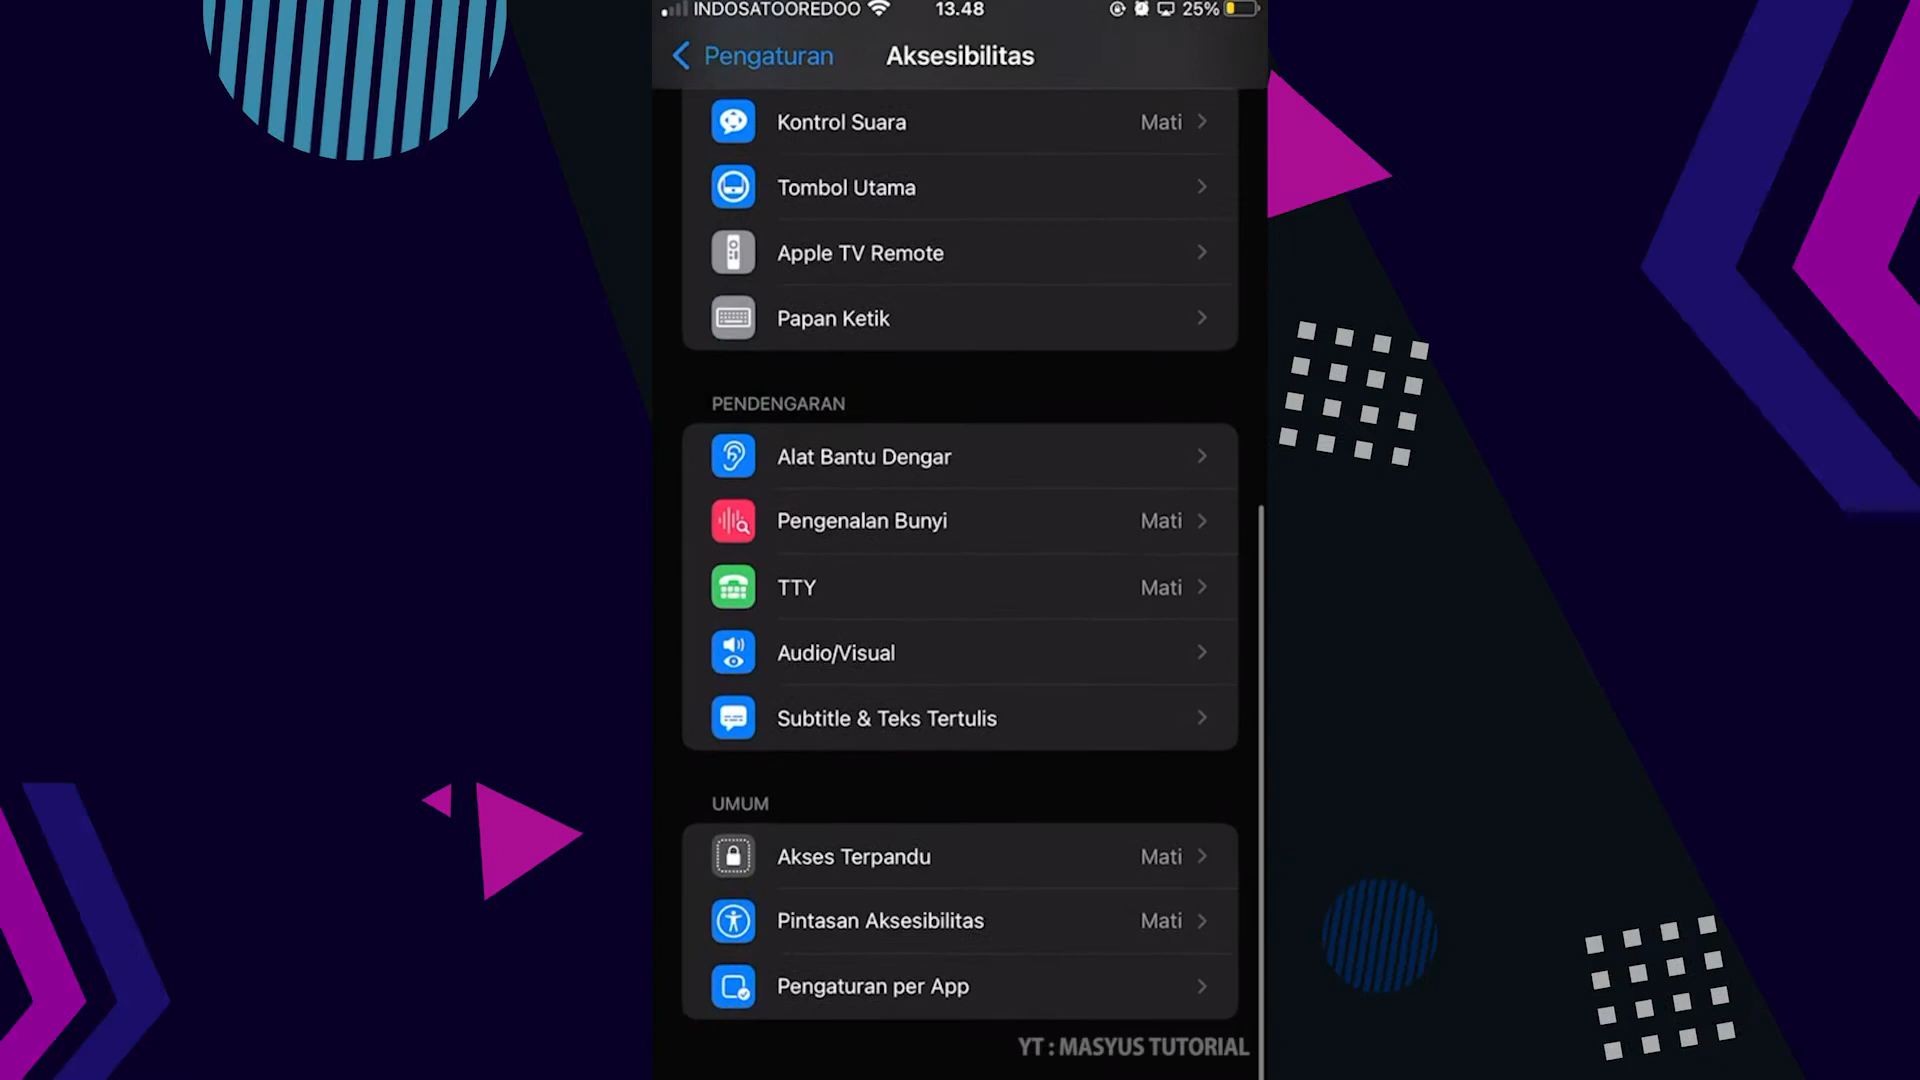 INDOSATOOREDOO 13.48 25%
Pengaturan Aksesibilitas
Kontrol Suara Mati
Tombol Utama
Apple TV Remote
Papan Ketik
PENDENGARAN
Alat Bantu Dengar
Pengenalan Bunyi Mati
TTY Mati
Audio/Visual
Subtitle & Teks Tertulis
UMUM
Akses Terpandu Mati
Pintasan Aksesibilitas Mati
Pengaturan per App
YT : MASYUS TUTORIAL